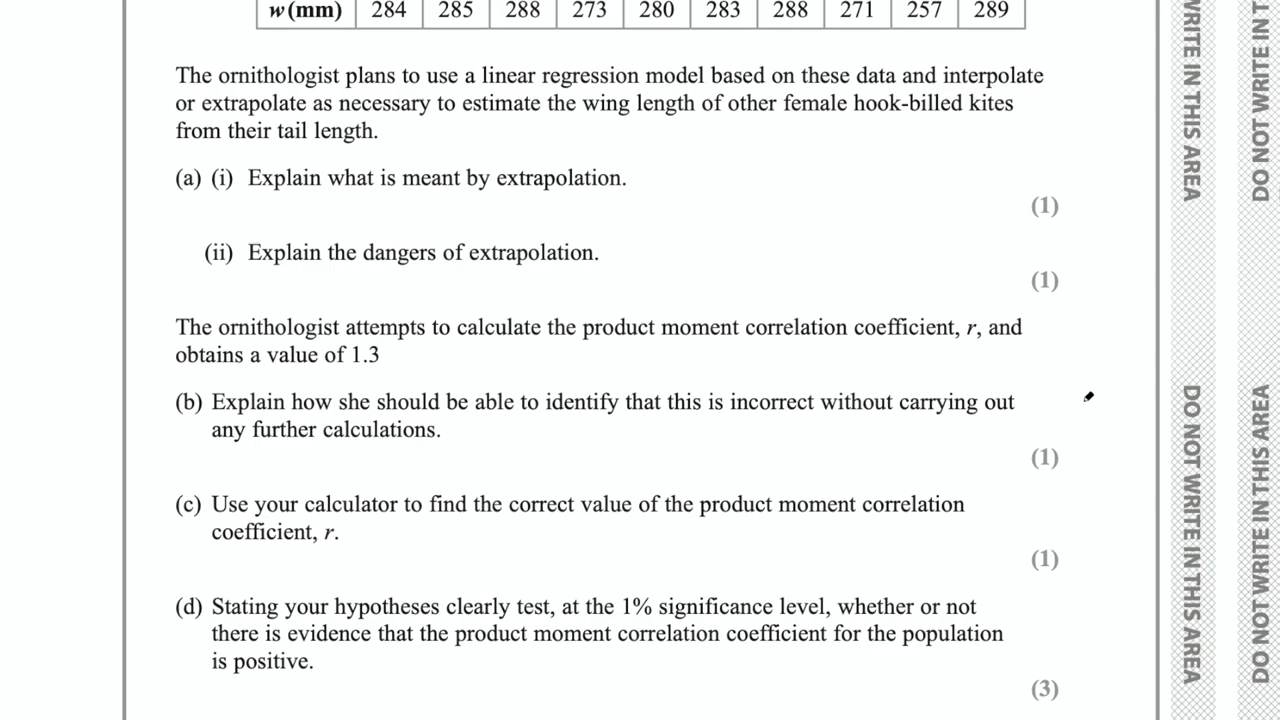 w (mm) 284 285 288 273 280 283 288 271 257 289
The ornithologist plans to use a linear regression model based on these data and interpolate
or extrapolate as necessary to estimate the wing length of other female hook-billed kites
from their tail length.
(a) (i) Explain what is meant by extrapolation.
(1)
(ii) Explain the dangers of extrapolation.
(1)
The ornithologist attempts to calculate the product moment correlation coefficient, r, and
obtains a value of 1.3
(b) Explain how she should be able to identify that this is incorrect without carrying out
any further calculations.
(1)
(c) Use your calculator to find the correct value of the product moment correlation
coefficient, r.
(1)
(d) Stating your hypotheses clearly test, at the 1% significance level, whether or not
there is evidence that the product moment correlation coefficient for the population
is positive.
(3)
WRITE IN THIS AREA
DO NOT WRITE IN THIS AREA
DO NOT WRITE IN T
DO NOT WRITE IN THIS AREA